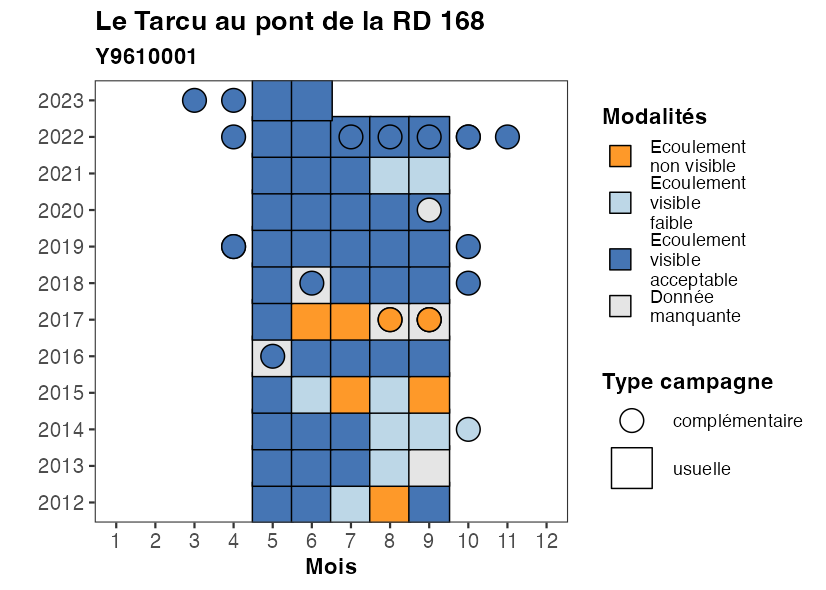 Le Tarcu au pont de la RD 168
Y9610001
2023
2022
2021
2020
2019
2018
2017
2016
2015
2014
2013
2012
1 2 3 4 5 6 7 8 9 10 11 12
Mois
Modalités
Ecoulement
non visible
Ecoulement
visible
faible
Ecoulement
visible
acceptable
Donnée
manquante
Type campagne
complémentaire
usuelle